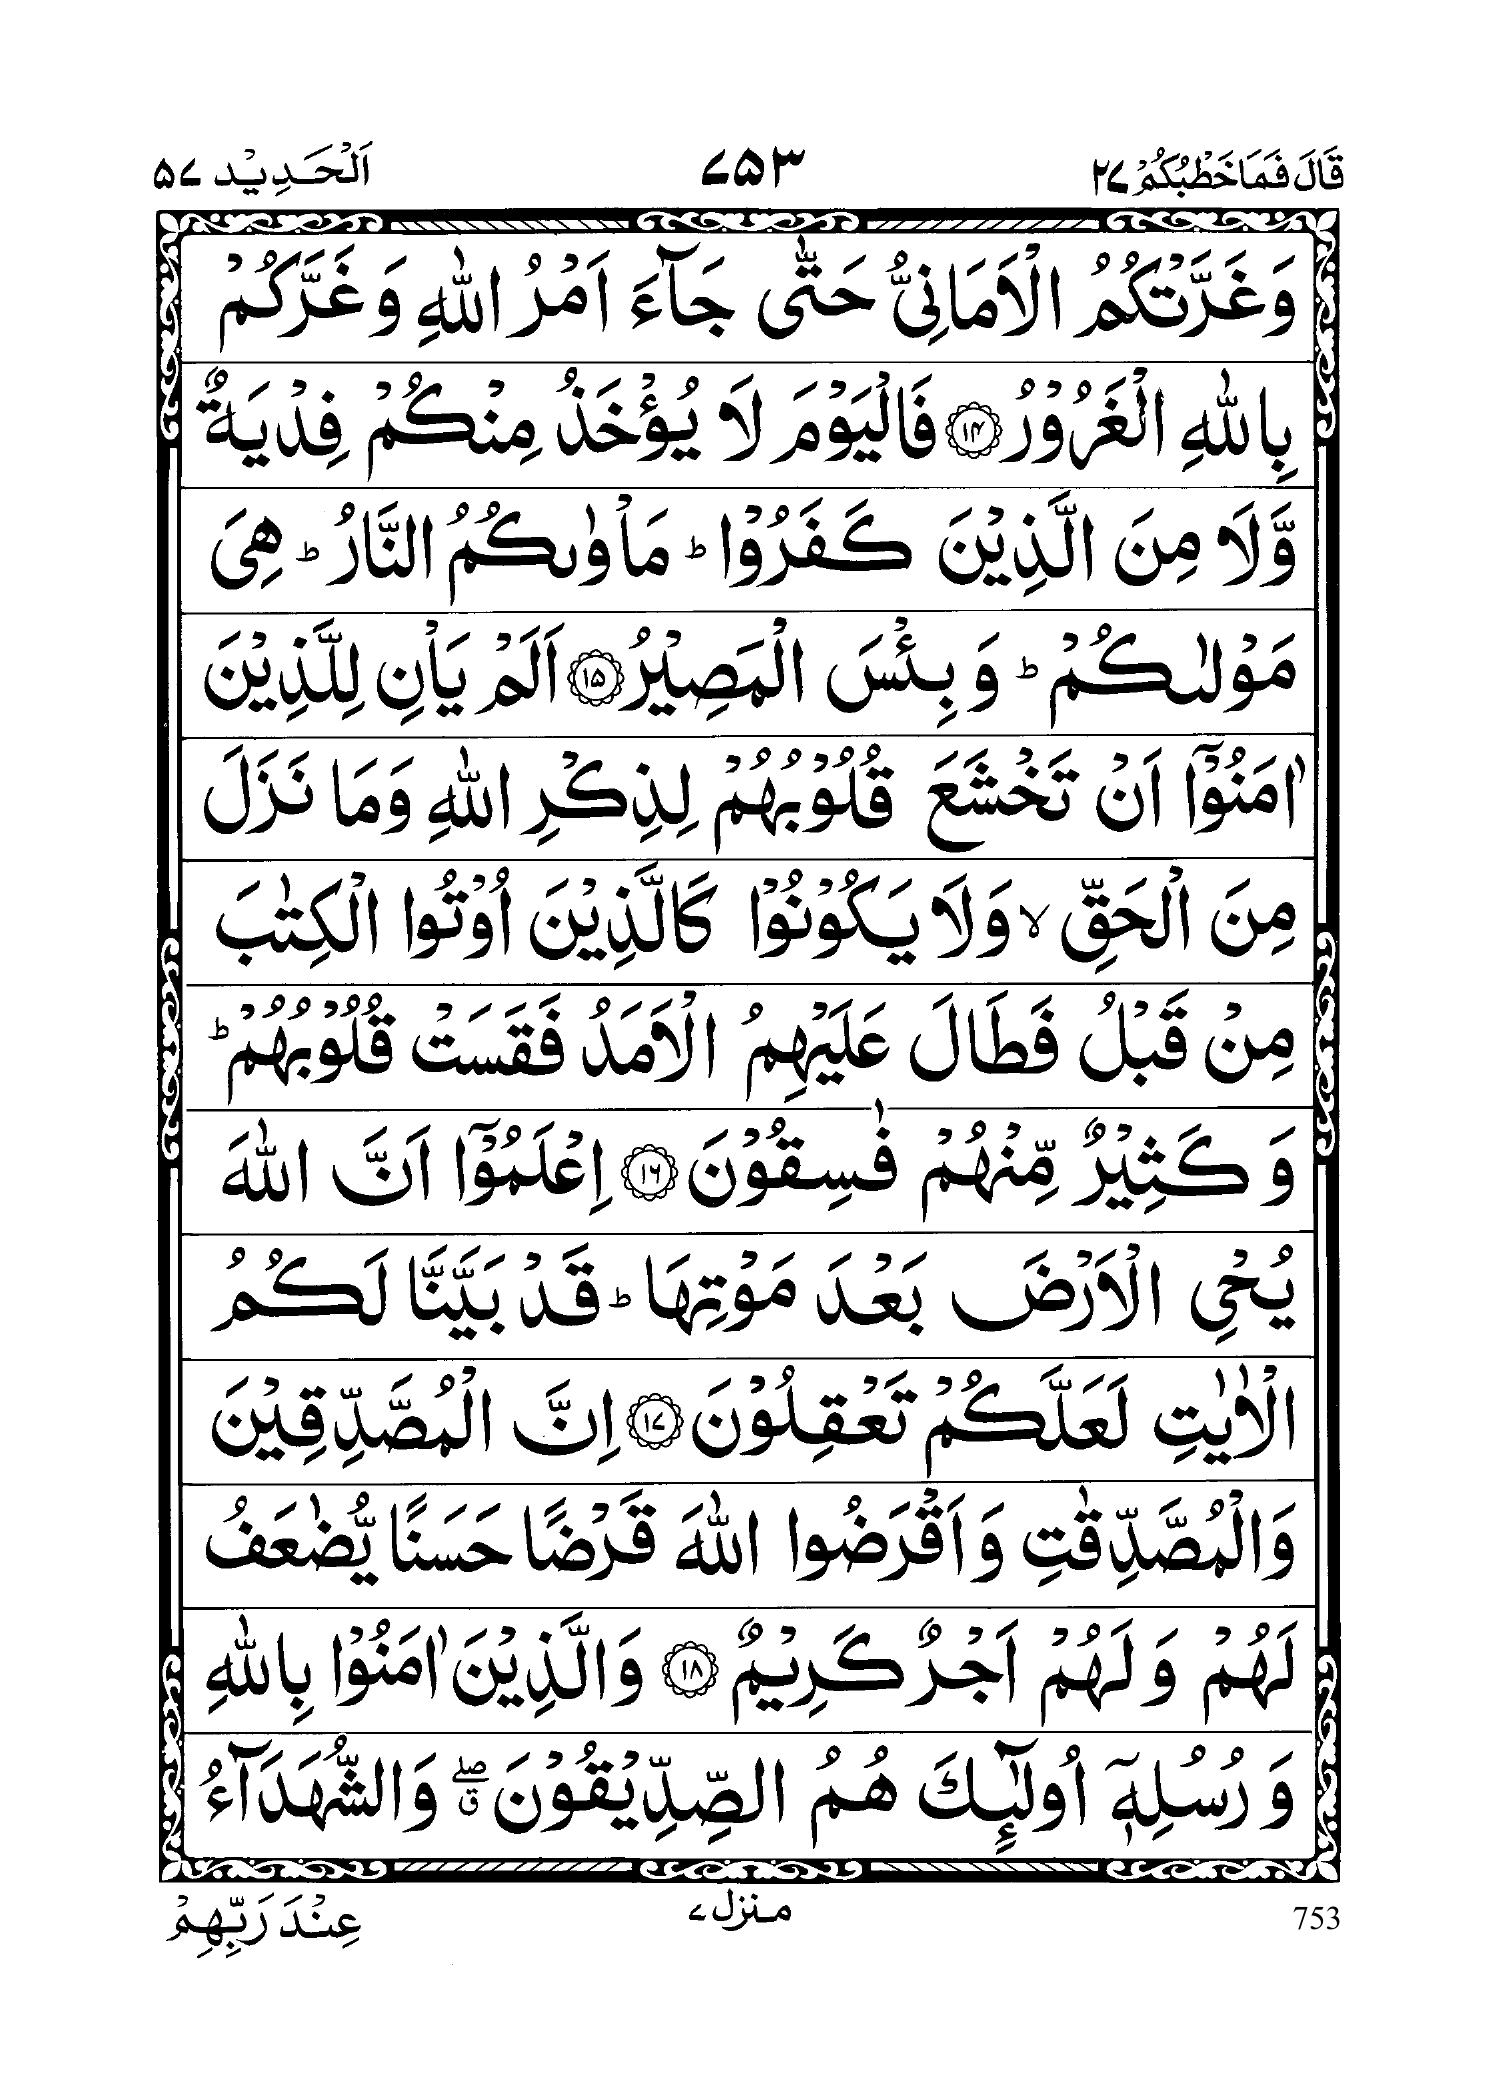 قَالَ فَمَا خَطْبُكُمْ ٢٧ ٧٥٣ اَلْحَدِيْد ٥٧
وَغَرَّتْكُمُ الْاَمَانِیُّ حَتّٰی جَآءَ اَمْرُ اللّٰهِ وَ غَرَّكُمْ
بِاللّٰهِ الْغَرُوْرُ ۝١٤ فَالْیَوْمَ لَا یُؤْخَذُ مِنْكُمْ فِدْیَةٌ
وَّلَا مِنَ الَّذِیْنَ كَفَرُوْا ؕ مَاْوٰىكُمُ النَّارُ ؕ هِیَ
مَوْلٰىكُمْ ؕ وَ بِئْسَ الْمَصِیْرُ ۝١٥ اَلَمْ یَاْنِ لِلَّذِیْنَ
اٰمَنُوْۤا اَنْ تَخْشَعَ قُلُوْبُهُمْ لِذِكْرِ اللّٰهِ وَمَا نَزَلَ
مِنَ الْحَقِّ ۙ وَلَا یَكُوْنُوْا كَالَّذِیْنَ اُوْتُوا الْكِتٰبَ
مِنْ قَبْلُ فَطَالَ عَلَیْهِمُ الْاَمَدُ فَقَسَتْ قُلُوْبُهُمْ ؕ
وَ كَثِیْرٌ مِّنْهُمْ فٰسِقُوْنَ ۝١٦ اِعْلَمُوْۤا اَنَّ اللّٰهَ
یُحْیِ الْاَرْضَ بَعْدَ مَوْتِهَا ؕ قَدْ بَیَّنَّا لَكُمُ
الْاٰیٰتِ لَعَلَّكُمْ تَعْقِلُوْنَ ۝١٧ اِنَّ الْمُصَّدِّقِیْنَ
وَالْمُصَّدِّقٰتِ وَاَقْرَضُوا اللّٰهَ قَرْضًا حَسَنًا یُّضٰعَفُ
لَهُمْ وَ لَهُمْ اَجْرٌ كَرِیْمٌ ۝١٨ وَالَّذِیْنَ اٰمَنُوْا بِاللّٰهِ
وَ رُسُلِهٖۤ اُولٰٓىِٕكَ هُمُ الصِّدِّیْقُوْنَ ۖ ق وَالشُّهَدَآءُ
عِنْدَ رَبِّهِمْ منزل ٧ 753